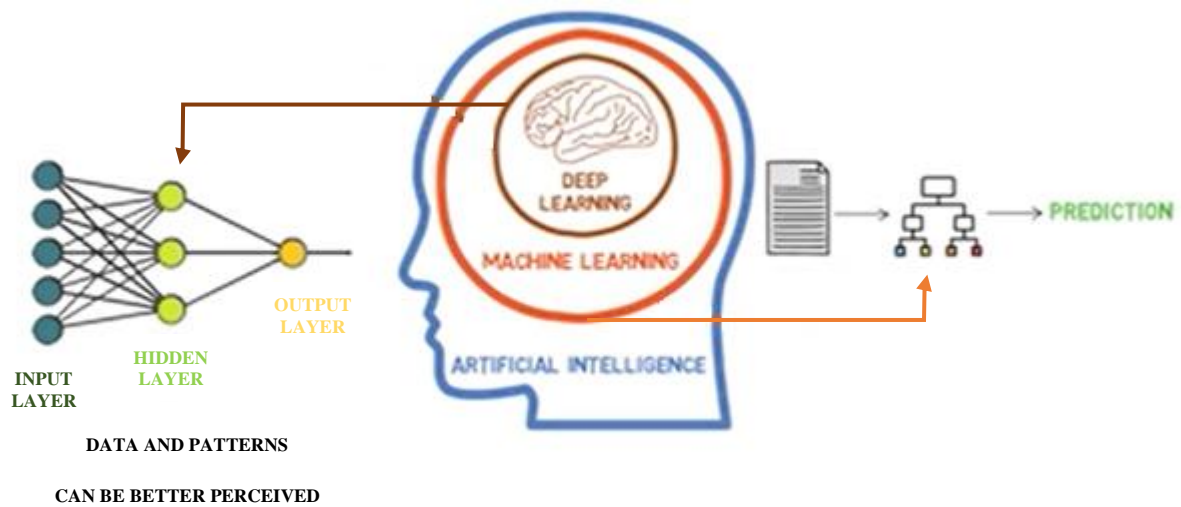 DEEP
LEARNING
MACHINE LEARNING
ARTIFICIAL INTELLIGENCE
PREDICTION
OUTPUT
LAYER
HIDDEN
LAYER
INPUT
LAYER
DATA AND PATTERNS
CAN BE BETTER PERCEIVED